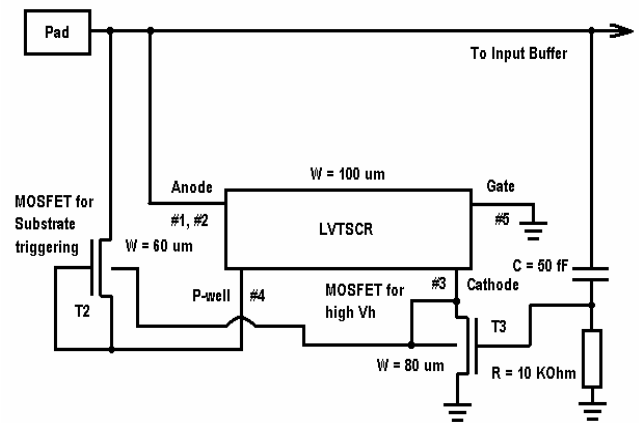 Pad
To Input Buffer
W = 100 um
Anode
Gate
#1, #2
LVTSCR
#5
MOSFET for
Substrate
triggering
W = 60 um
C = 50 fF
P-well
#4
#3
Cathode
MOSFET for
high Vh
T2
T3
W = 80 um
R = 10 KOhm